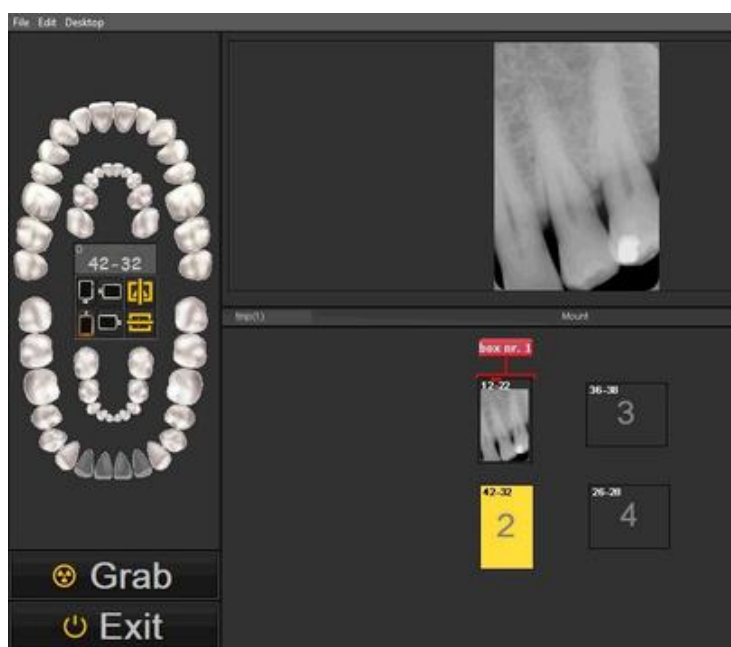 File Edit Desktop
0
42-32
tmp(1)
Mount
box nr. 1
12-22
36-38
3
42-32
2
26-28
4
Grab
Exit